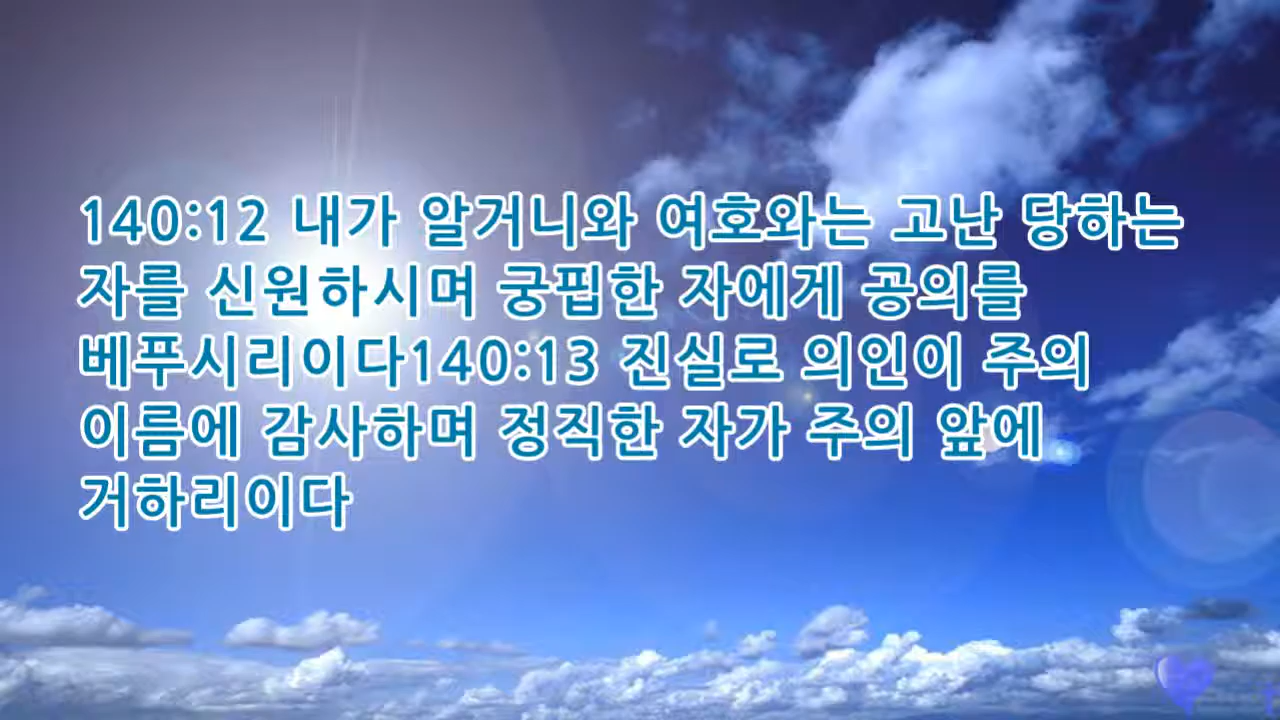 140:12 내가 알거니와 여호와는 고난 당하는
자를 신원하시며 궁핍한 자에게 공의를
베푸시리이다140:13 진실로 의인이 주의
이름에 감사하며 정직한 자가 주의 앞에
거하리이다